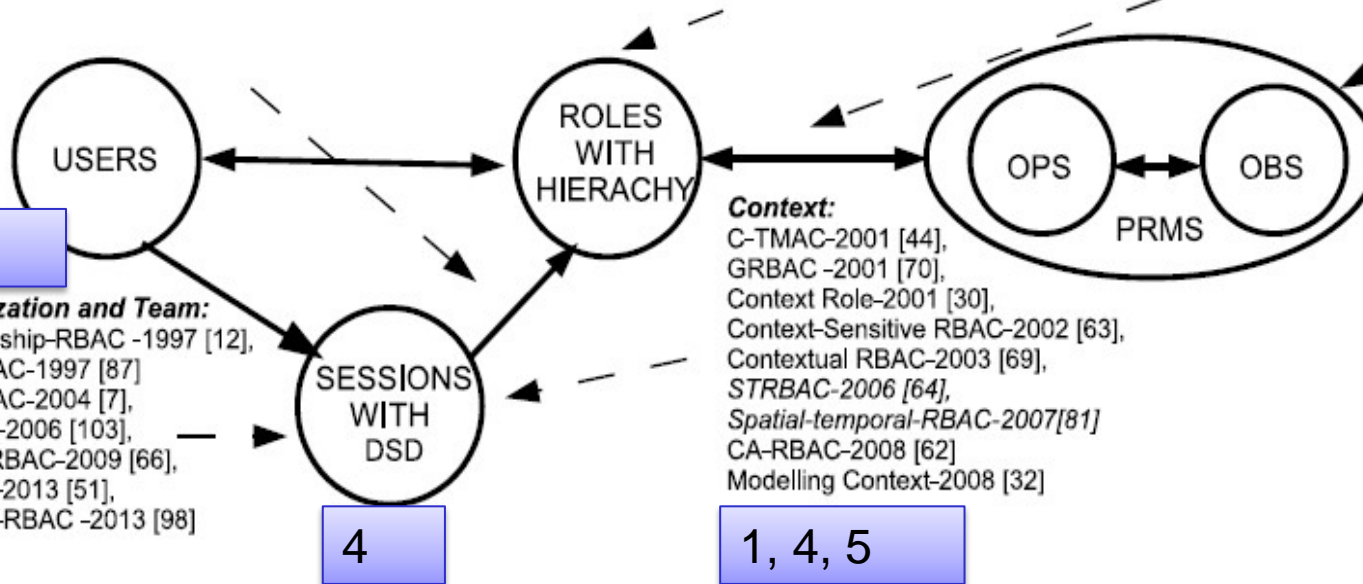 USERS
ROLES
WITH
HIERACHY
OPS
OBS
PRMS
zation and Team:
ship-RBAC -1997 [12],
AC-1997 [87]
AC-2004 [7],
-2006 [103],
RBAC-2009 [66],
-2013 [51],
-RBAC -2013 [98]
SESSIONS
WITH
DSD
4
Context:
C-TMAC-2001 [44],
GRBAC -2001 [70],
Context Role-2001 [30],
Context-Sensitive RBAC-2002 [63],
Contextual RBAC-2003 [69],
STRBAC-2006 [64],
Spatial-temporal-RBAC-2007[81]
CA-RBAC-2008 [62]
Modelling Context-2008 [32]
1, 4, 5